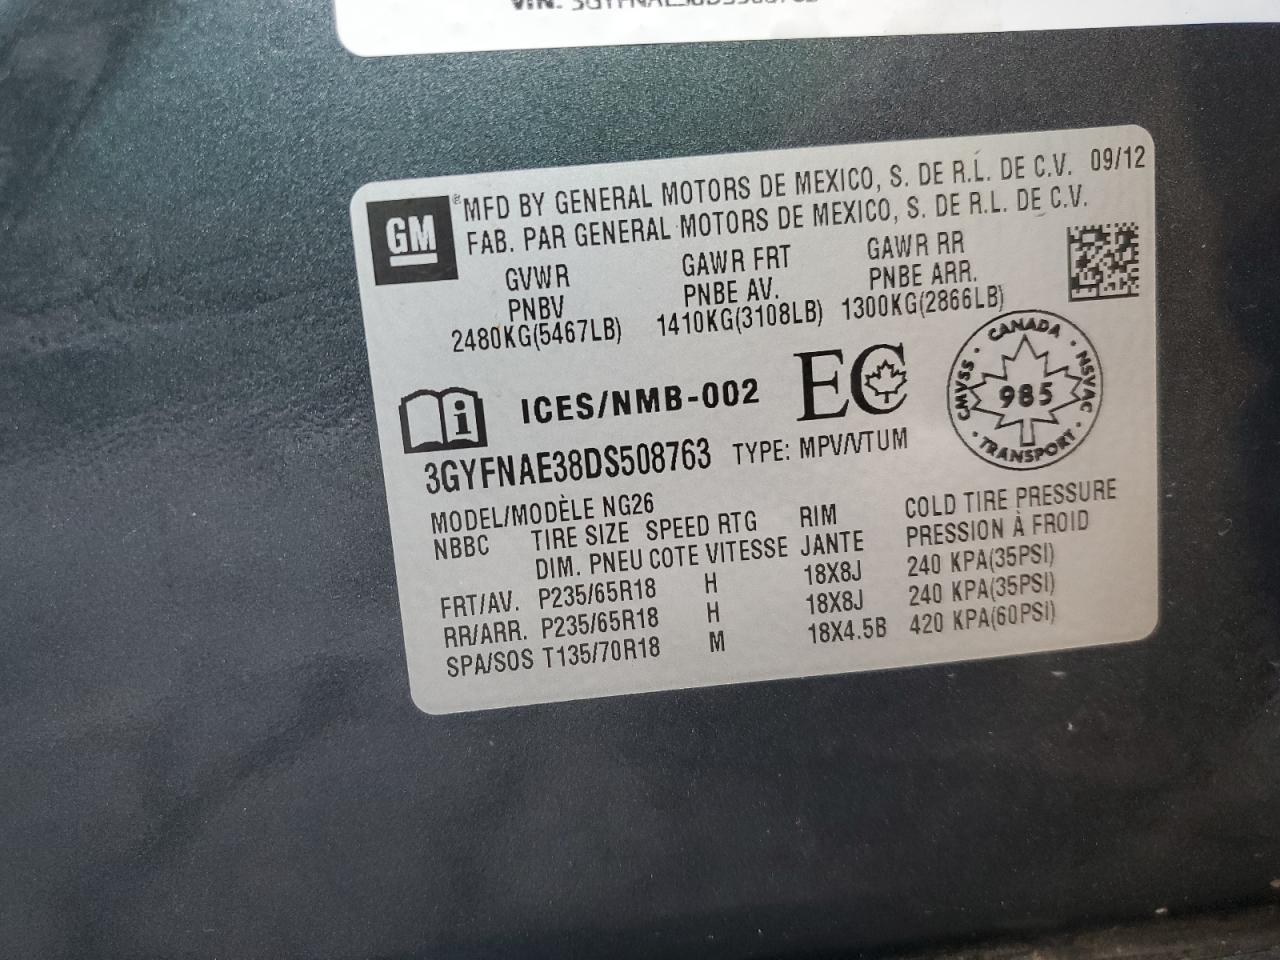 VIN: 3GYFNAE38DS508763
GM
® MFD BY GENERAL MOTORS DE MEXICO, S. DE R.L. DE C.V. 09/12
FAB. PAR GENERAL MOTORS DE MEXICO, S. DE R.L. DE C.V.
GVWR GAWR FRT GAWR RR
PNBV PNBE AV. PNBE ARR.
2480KG(5467LB) 1410KG(3108LB) 1300KG(2866LB)
i ICES/NMB-002 EC
CANADA
CMVSS · 985 · NSVAC
TRANSPORT
3GYFNAE38DS508763 TYPE: MPV/VTUM
MODEL/MODÈLE NG26
NBBC TIRE SIZE SPEED RTG RIM COLD TIRE PRESSURE
DIM. PNEU COTE VITESSE JANTE PRESSION À FROID
FRT/AV. P235/65R18 H 18X8J 240 KPA(35PSI)
RR/ARR. P235/65R18 H 18X8J 240 KPA(35PSI)
SPA/SOS T135/70R18 M 18X4.5B 420 KPA(60PSI)